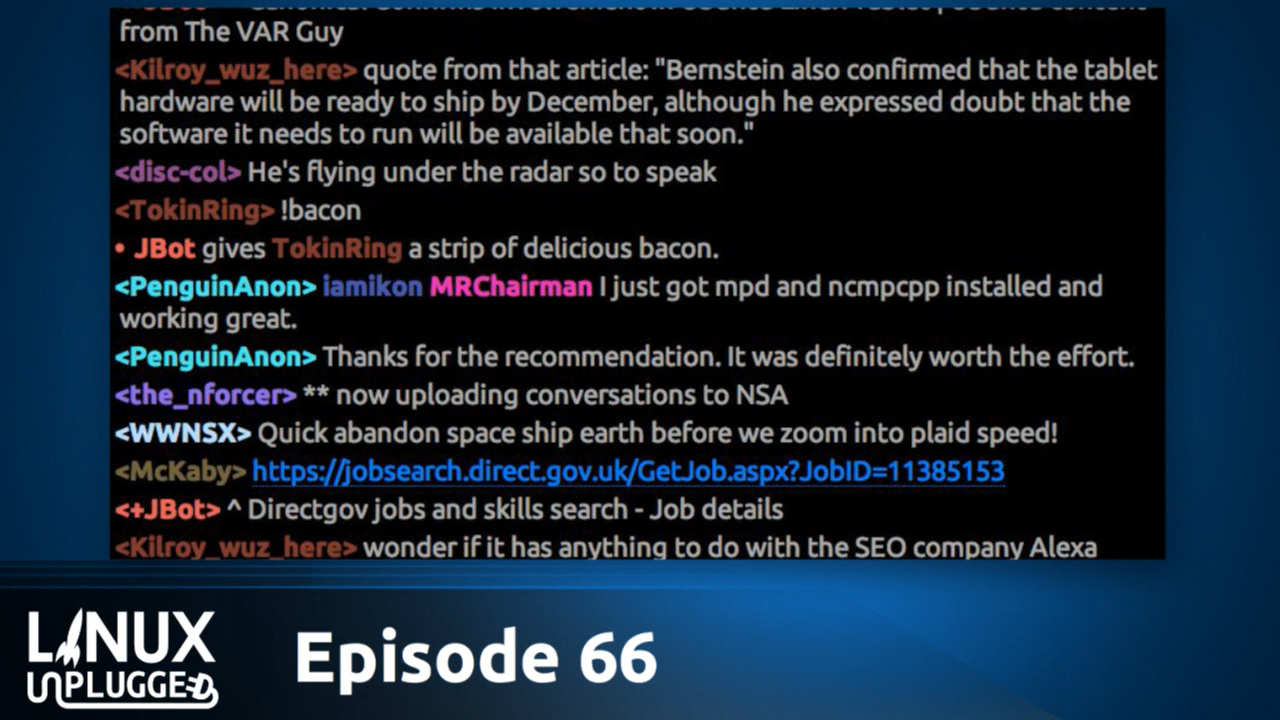 from The VAR Guy
<Kilroy_wuz_here> quote from that article: "Bernstein also confirmed that the tablet
hardware will be ready to ship by December, although he expressed doubt that the
software it needs to run will be available that soon."
<disc-col> He's flying under the radar so to speak
<TokinRing> !bacon
• JBot gives TokinRing a strip of delicious bacon.
<PenguinAnon> iamikon MRChairman I just got mpd and ncmpcpp installed and
working great.
<PenguinAnon> Thanks for the recommendation. It was definitely worth the effort.
<the_nforcer> ** now uploading conversations to NSA
<WWNSX> Quick abandon space ship earth before we zoom into plaid speed!
<McKaby> https://jobsearch.direct.gov.uk/GetJob.aspx?JobID=11385153
<+JBot> ^ Directgov jobs and skills search - Job details
<Kilroy_wuz_here> wonder if it has anything to do with the SEO company Alexa
LINUX
UNPLUGGED
Episode 66